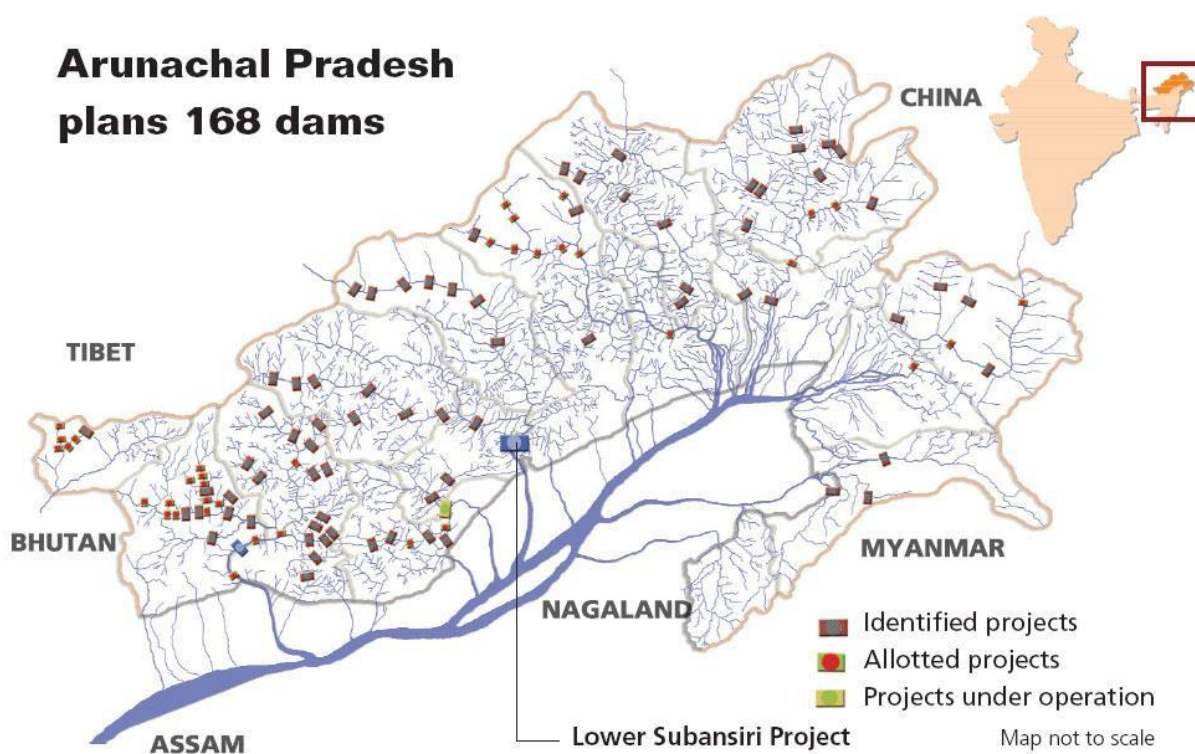 Arunachal Pradesh
plans 168 dams
CHINA
TIBET
BHUTAN
MYANMAR
NAGALAND
ASSAM
Identified projects
Allotted projects
Projects under operation
Lower Subansiri Project
Map not to scale